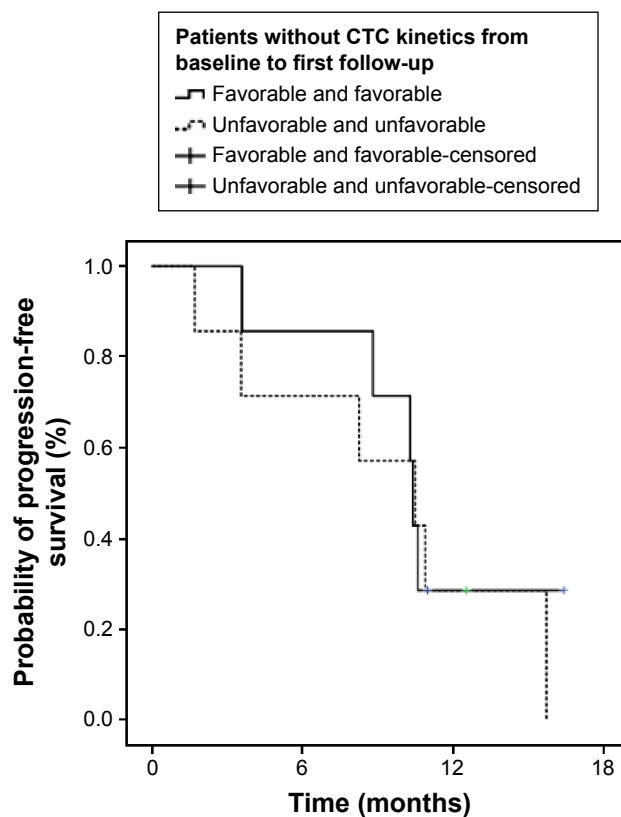 Patients without CTC kinetics from
baseline to first follow-up
Favorable and favorable
Unfavorable and unfavorable
Favorable and favorable-censored
Unfavorable and unfavorable-censored
Probability of progression-free
survival (%)
1.0
0.8
0.6
0.4
0.2
0.0
0
6
12
18
Time (months)